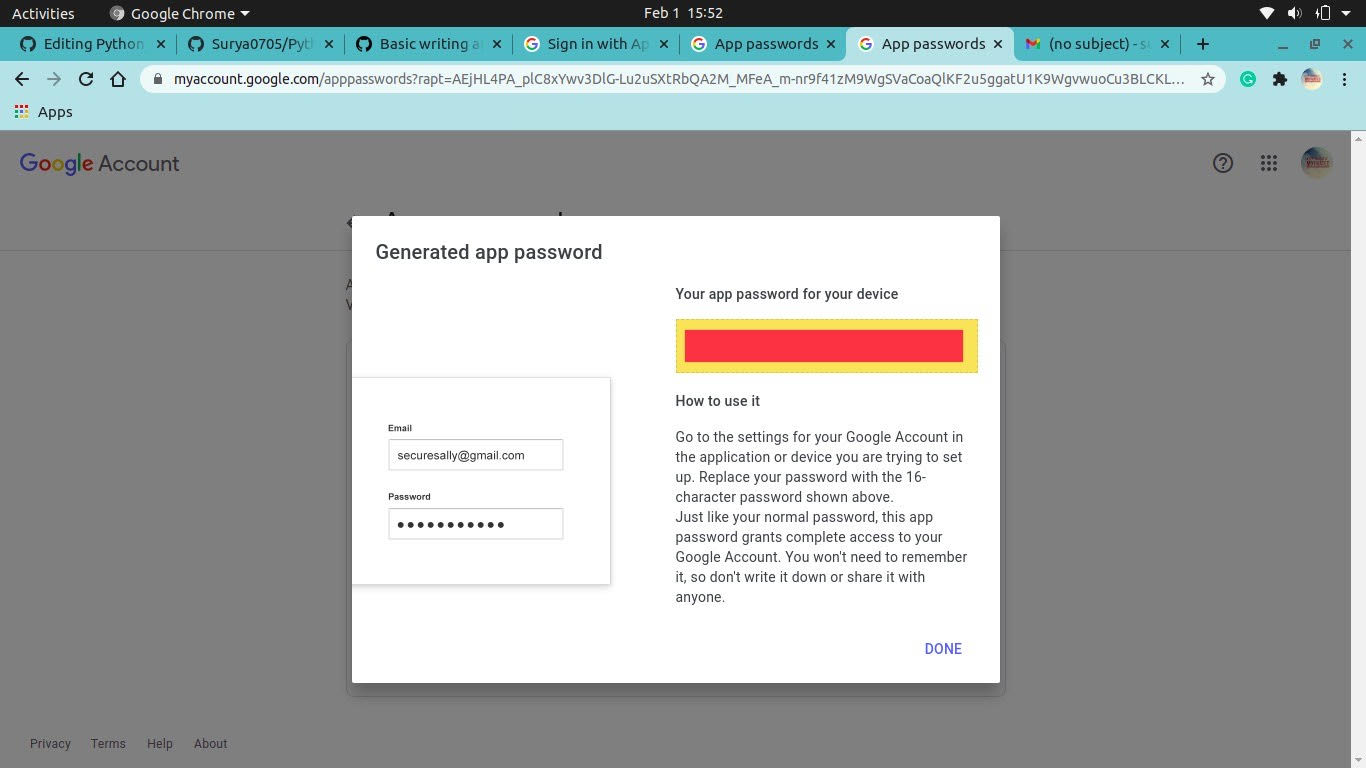 Activities
Google Chrome
Feb 1 15:52
Editing Python
Surya0705/Pyt
Basic writing a
Sign in with Ap
App passwords
App passwords
(no subject) - s
myaccount.google.com/apppasswords?rapt=AEjHL4PA_plC8xYwv3DlG-Lu2uSXtRbQA2M_MFeA_m-nr9f41zM9WgSVaCoaQlKF2u5ggatU1K9WgvwuoCu3BLCKL...
Apps
Google Account
Generated app password
Your app password for your device
Email
securesally@gmail.com
Password
How to use it
Go to the settings for your Google Account in
the application or device you are trying to set
up. Replace your password with the 16-
character password shown above.
Just like your normal password, this app
password grants complete access to your
Google Account. You won't need to remember
it, so don't write it down or share it with
anyone.
DONE
Privacy
Terms
Help
About